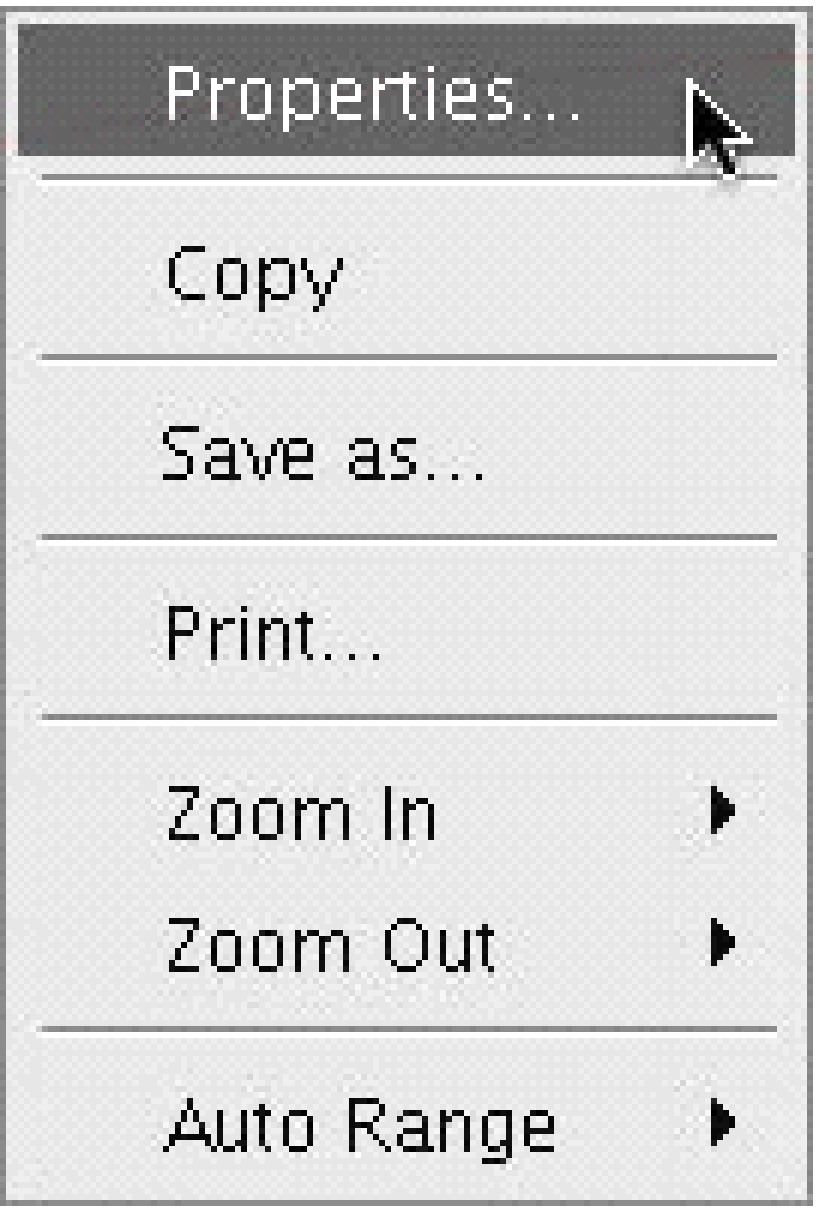 Properties...
Copy
Save as...
Print...
Zoom In
Zoom Out
Auto Range